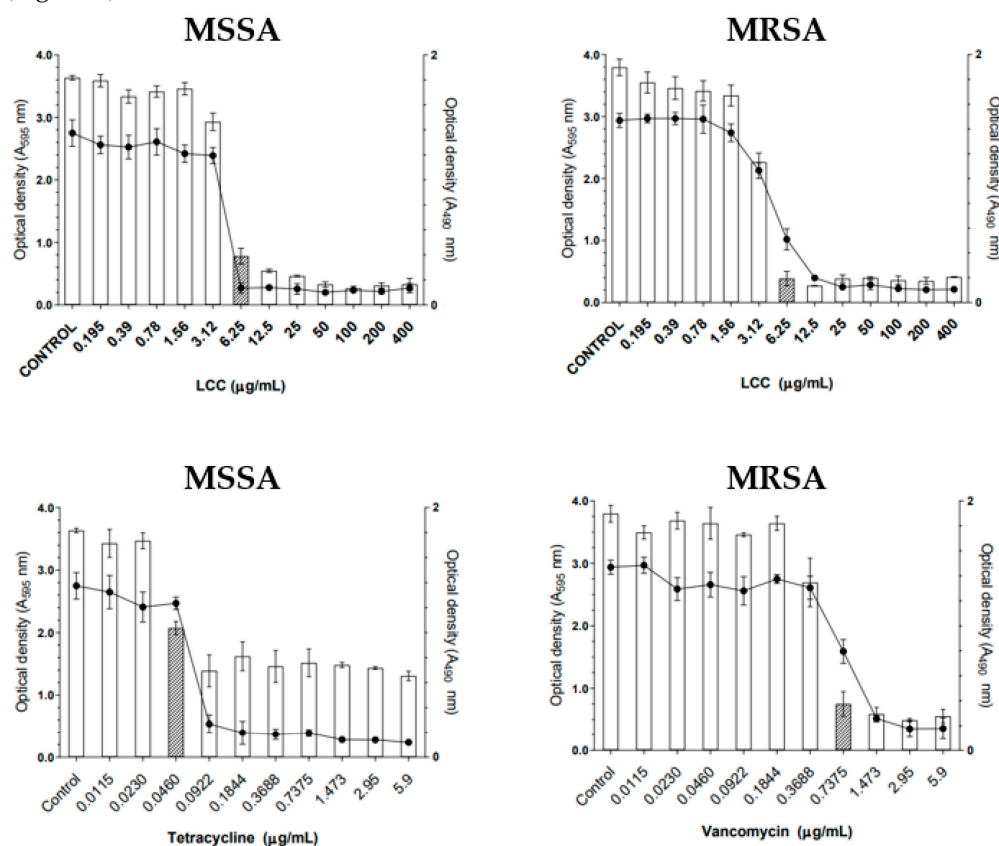 MSSA
4.0
3.0
2.0
1.0
0.0
Optical density (A595 nm)
2
0
Optical density (A490 nm)
CONTROL 0.195 0.39 0.78 1.56 3.12 6.25 12.5 25 50 100 200 400
LCC (µg/mL)
MRSA
4.0
3.0
2.0
1.0
0.0
Optical density (A595 nm)
2
0
Optical density (A490 nm)
CONTROL 0.195 0.39 0.78 1.56 3.12 6.25 12.5 25 50 100 200 400
LCC (µg/mL)
MSSA
4.0
3.0
2.0
1.0
0.0
Optical density (A595 nm)
2
0
Optical density (A490 nm)
Control 0.0115 0.0230 0.0460 0.0922 0.1844 0.3688 0.7375 1.473 2.95 5.9
Tetracycline (µg/mL)
MRSA
4.0
3.0
2.0
1.0
0.0
Optical density (A595 nm)
2
0
Optical density (A490 nm)
Control 0.0115 0.0230 0.0460 0.0922 0.1844 0.3688 0.7375 1.473 2.95 5.9
Vancomycin (µg/mL)